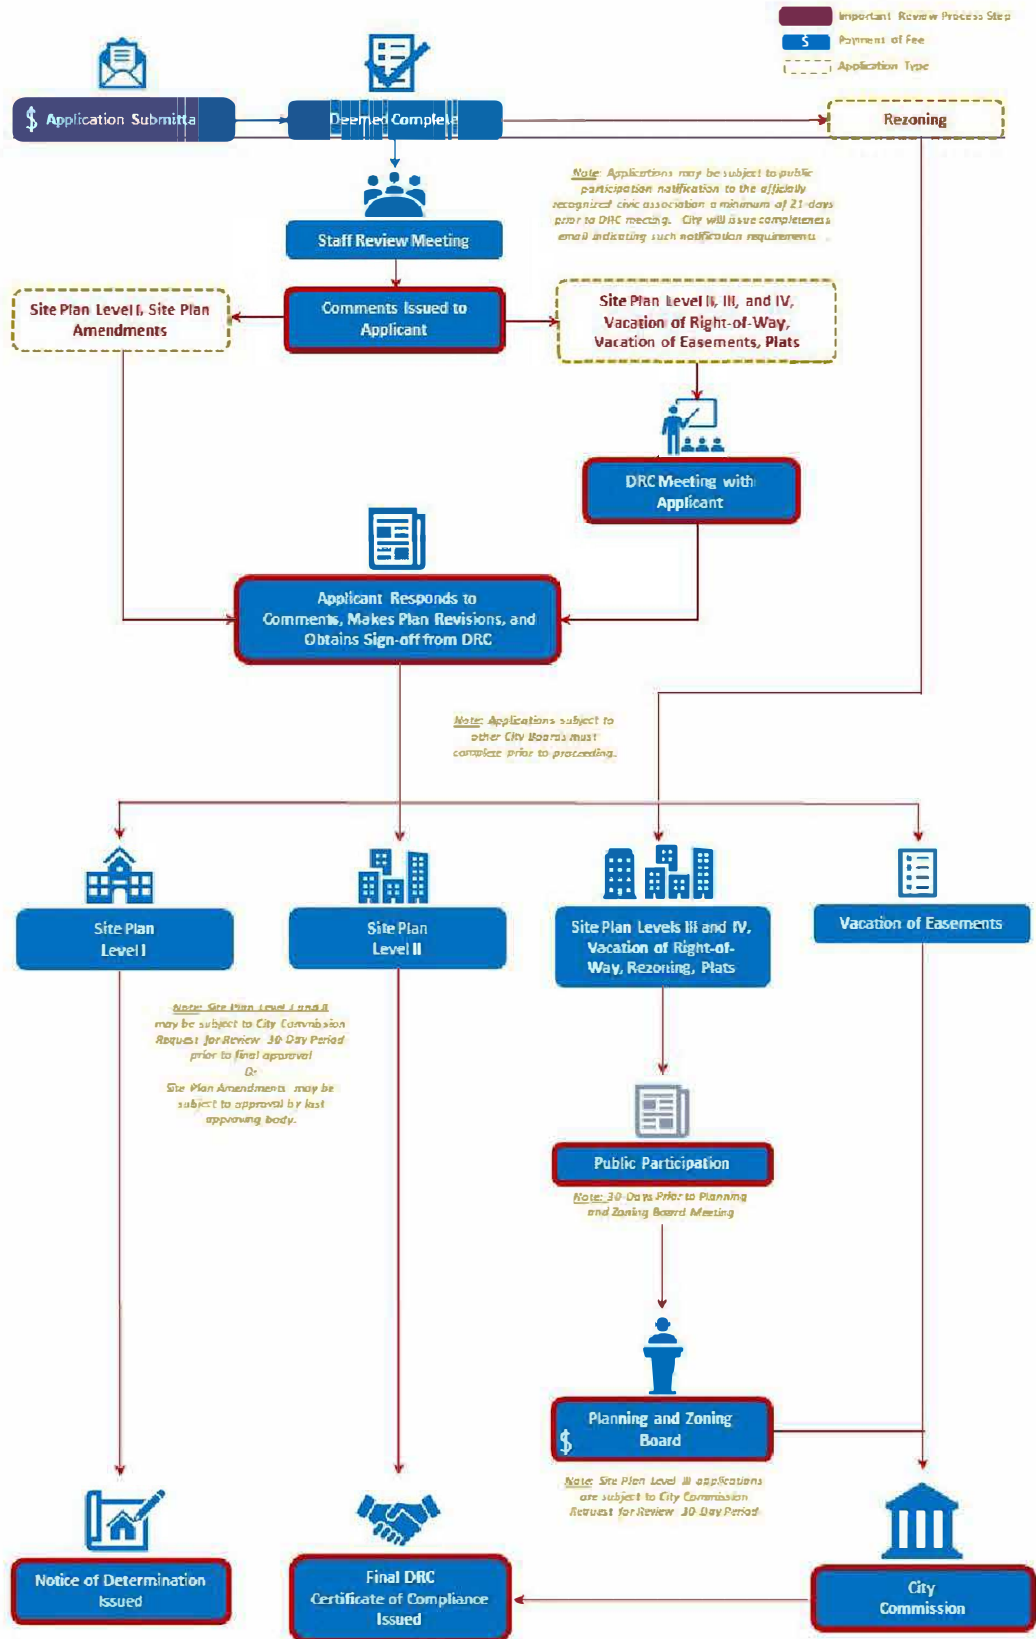 Important Review Process Step
$ Payment of Fee
Application Type
$ Application Submitta
Deemed Complete
Rezoning
Note: Applications may be subject to public
participation notification to the officially
recognized civic association a minimum of 21-days
prior to DRC meeting. City will issue completeness
email indicating such notification requirements .
Staff Review Meeting
Site Plan Level I, Site Plan
Amendments
Comments Issued to
Applicant
Site Plan Level II, III, and IV,
Vacation of Right-of-Way,
Vacation of Easements, Plats
DRC Meeting with
Applicant
Applicant Responds to
Comments, Makes Plan Revisions, and
Obtains Sign-off from DRC
Note: Applications subject to
other City Boards must
complete prior to proceeding.
Site Plan
Level I
Site Plan
Level II
Site Plan Levels III and IV,
Vacation of Right-of-
Way, Rezoning, Plats
Vacation of Easements
Note: Site Plan Level I and II
may be subject to City Commission
Request for Review 30-Day Period
prior to final approval
Or
Site Plan Amendments may be
subject to approval by last
approving body.
Public Participation
Note: 30-Days Prior to Planning
and Zoning Board Meeting
$ Planning and Zoning
Board
Note: Site Plan Level III applications
are subject to City Commission
Request for Review 30-Day Period
Notice of Determination
Issued
Final DRC
Certificate of Compliance
Issued
City
Commission